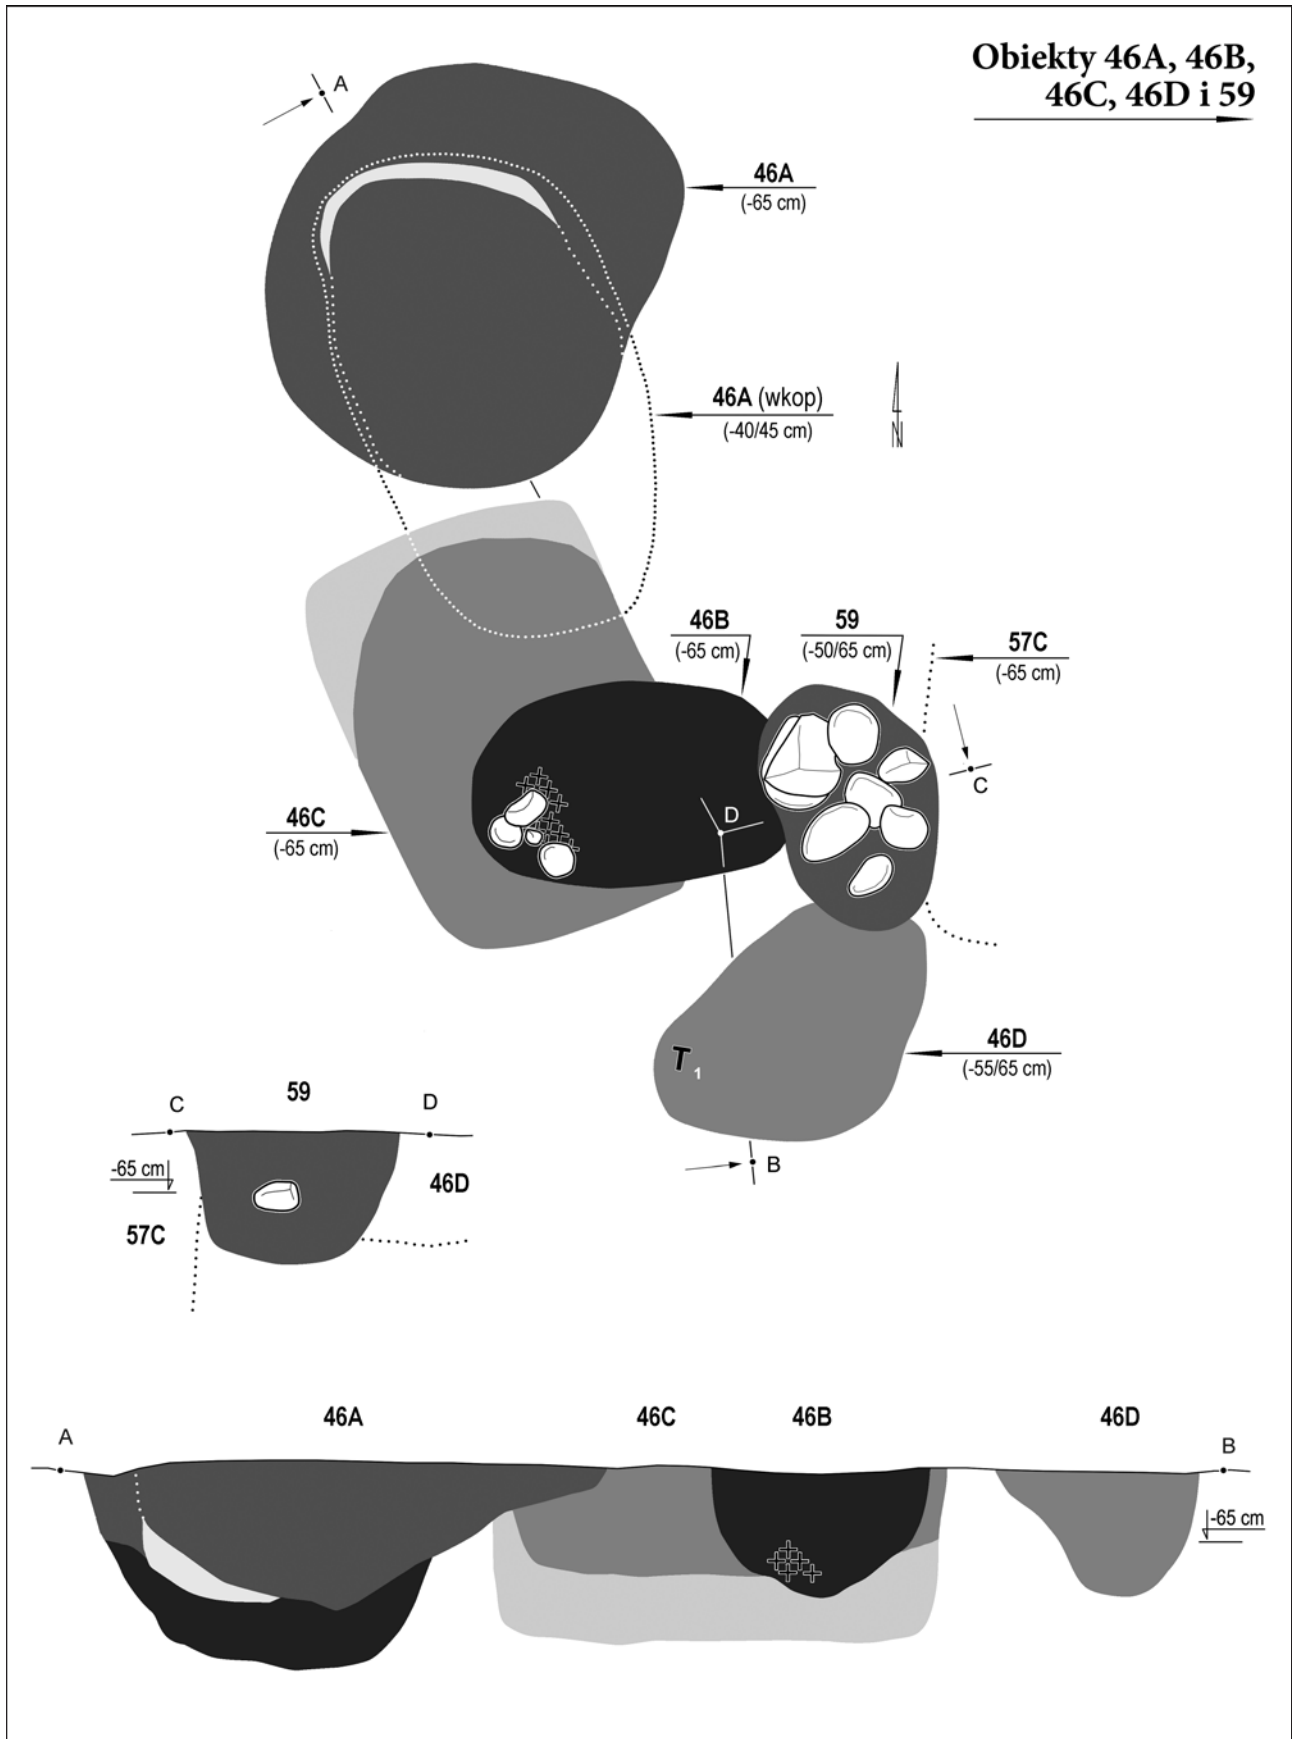 Obiekty 46A, 46B,
46C, 46D i 59
A
46A
(-65 cm)
46A (wkop)
(-40/45 cm)
N
46B
(-65 cm)
59
(-50/65 cm)
57C
(-65 cm)
C
D
46C
(-65 cm)
46D
(-55/65 cm)
T 1
B
59
C
D
-65 cm
46D
57C
46A
46C
46B
46D
A
B
-65 cm